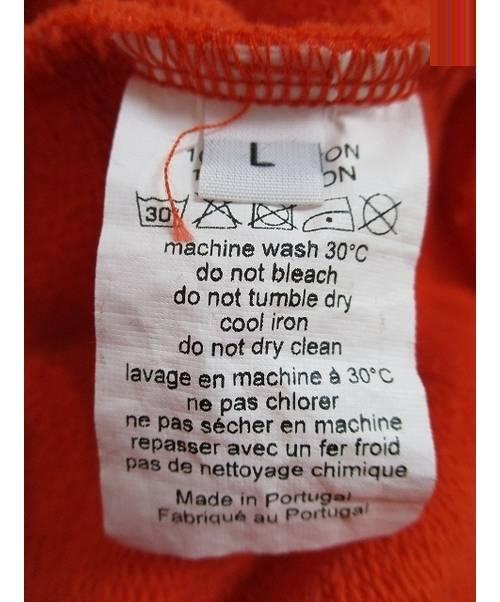 L
ON
ON
30
machine wash 30°C
do not bleach
do not tumble dry
cool iron
do not dry clean
lavage en machine à 30°C
ne pas chlorer
ne pas sécher en machine
repasser avec un fer froid
pas de nettoyage chimique
Made in Portugal
Fabriqué au Portugal